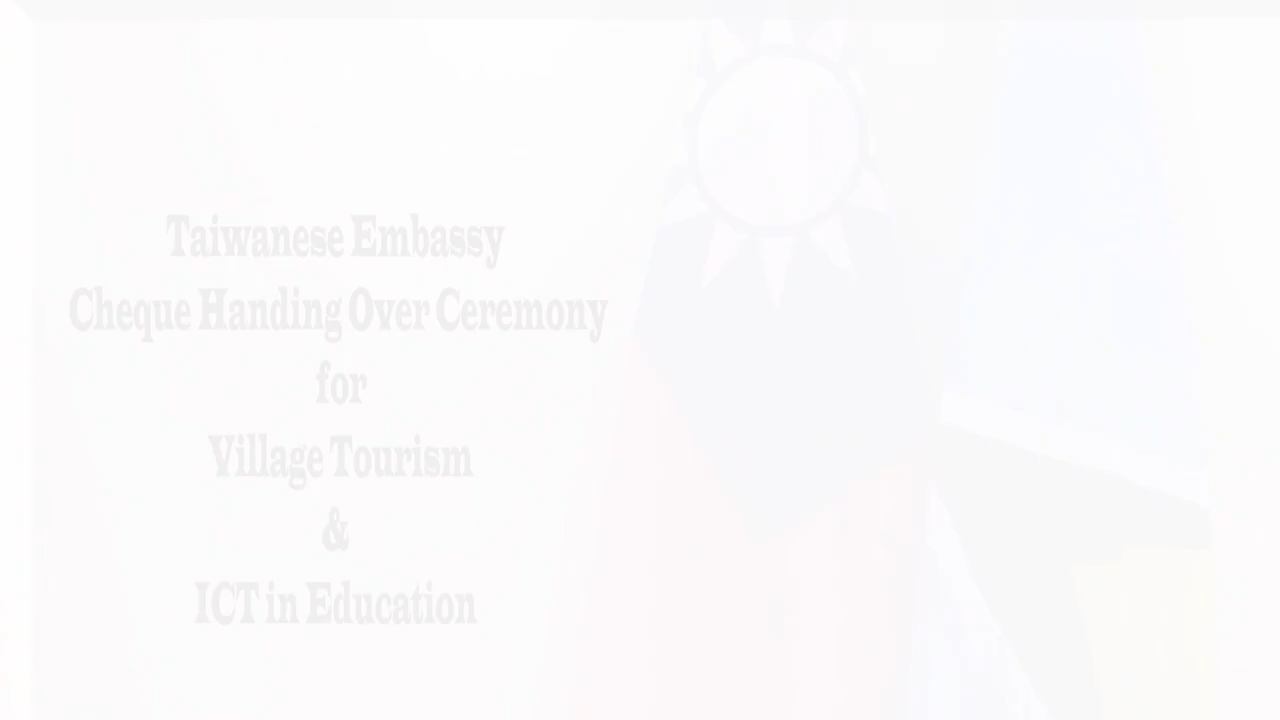 Taiwanese Embassy
Cheque Handing Over Ceremony
for
Village Tourism
&
ICT in Education